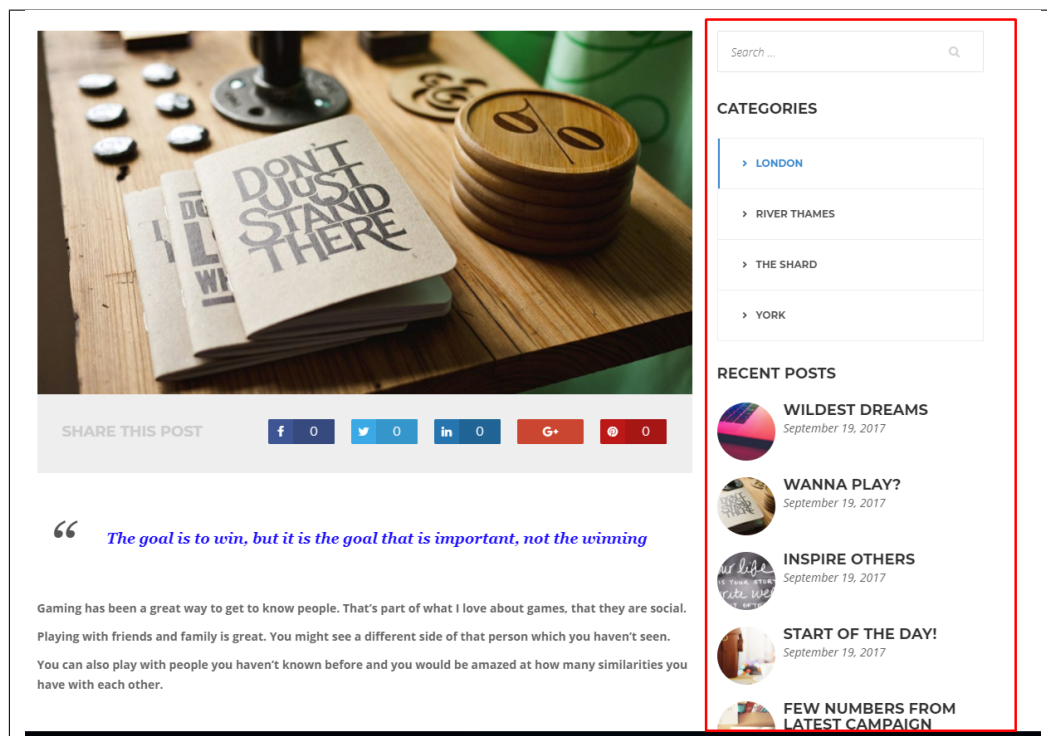 DON'T
JUST
STAND
THERE
SHARE THIS POST
0
0
0
G+
0
“ The goal is to win, but it is the goal that is important, not the winning
Gaming has been a great way to get to know people. That’s part of what I love about games, that they are social.
Playing with friends and family is great. You might see a different side of that person which you haven’t seen.
You can also play with people you haven’t known before and you would be amazed at how many similarities you
have with each other.
Search ...
CATEGORIES
LONDON
RIVER THAMES
THE SHARD
YORK
RECENT POSTS
WILDEST DREAMS
September 19, 2017
WANNA PLAY?
September 19, 2017
INSPIRE OTHERS
September 19, 2017
START OF THE DAY!
September 19, 2017
FEW NUMBERS FROM
LATEST CAMPAIGN